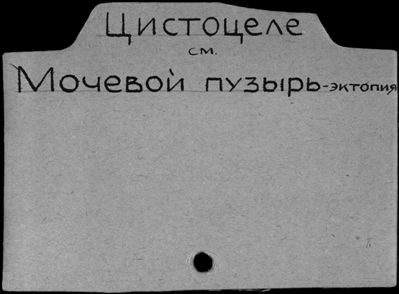 Цистоцеле
см.
Мочевой пузырь-эктопия